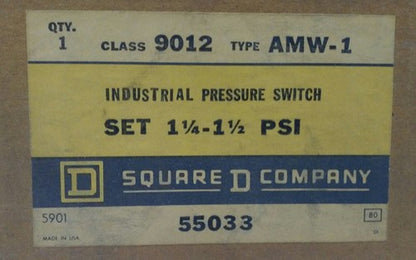 QTY.
1 CLASS 9012 TYPE AMW-1
INDUSTRIAL PRESSURE SWITCH
SET 1¼-1½ PSI
D SQUARE D COMPANY
5901 55033 80
MADE IN USA